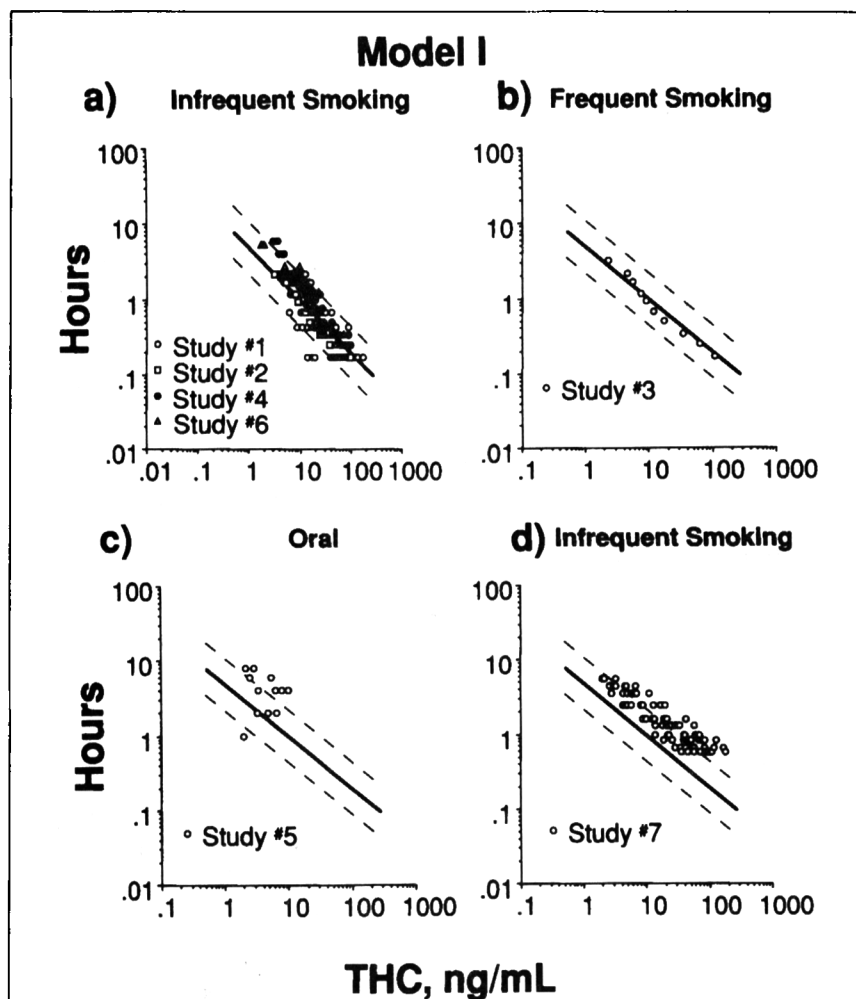 Model I
a) Infrequent Smoking
100
10
1
.1
.01
Hours
Study #1
Study #2
Study #4
Study #6
.01 .1 1 10 100 1000
b) Frequent Smoking
100
10
1
.1
.01
Study #3
.1 1 10 100 1000
c) Oral
100
10
1
.1
.01
Hours
Study #5
.1 1 10 100 1000
d) Infrequent Smoking
100
10
1
.1
.01
Study #7
.1 1 10 100 1000
THC, ng/mL